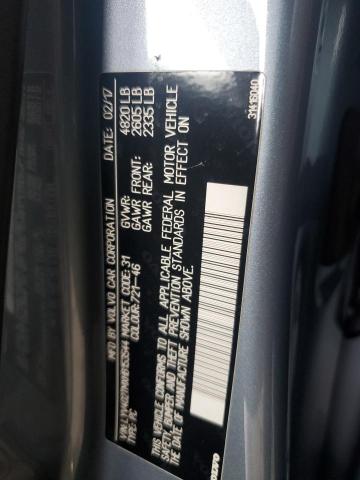 MFD. BY: VOLVO CAR CORPORATION DATE: 02/17
GVWR: 4820 LB
MARKET CODE: 31 GAWR FRONT: 2605 LB
COLOUR: 721-46 GAWR REAR: 2335 LB
TYPE: PC
THIS VEHICLE CONFORMS TO ALL APPLICABLE FEDERAL MOTOR VEHICLE
SAFETY, BUMPER AND THEFT PREVENTION STANDARDS IN EFFECT ON
THE DATE OF MANUFACTURE SHOWN ABOVE.
VOLVO
31416040